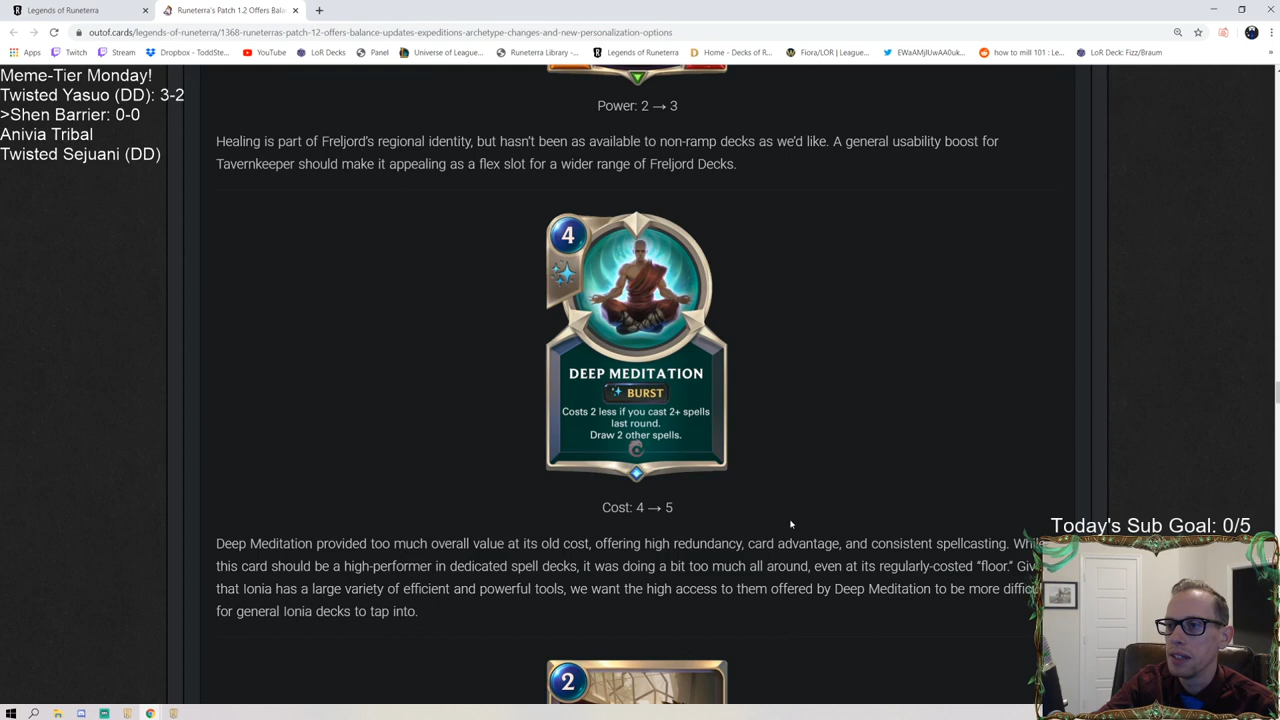 Legends of Runeterra
Runeterra's Patch 1.2 Offers Bala
outof.cards/legends-of-runeterra/1368-runeterras-patch-12-offers-balance-updates-expeditions-archetype-changes-and-new-personalization-options
Apps Twitch Stream Dropbox - ToddSte... YouTube LoR Decks Panel Universe of League... Runeterra Library -... Legends of Runeterra Home - Decks of R... Fiora/LOR | League... how to mill 101 : Le... LoR Deck: Fizz/Braum
Meme-Tier Monday!
Twisted Yasuo (DD): 3-2
>Shen Barrier: 0-0
Anivia Tribal
Twisted Sejuani (DD)
Power: 2 → 3
Healing is part of Freljord's regional identity, but hasn't been as available to non-ramp decks as we'd like. A general usability boost for
Tavernkeeper should make it appealing as a flex slot for a wider range of Freljord Decks.
4
DEEP MEDITATION
BURST
Costs 2 less if you cast 2+ spells
last round.
Draw 2 other spells.
Cost: 4 → 5
Today's Sub Goal: 0/5
Deep Meditation provided too much overall value at its old cost, offering high redundancy, card advantage, and consistent spellcasting. Whil
this card should be a high-performer in dedicated spell decks, it was doing a bit too much all around, even at its regularly-costed “floor.” Giv
that Ionia has a large variety of efficient and powerful tools, we want the high access to them offered by Deep Meditation to be more difficu
for general Ionia decks to tap into.
2